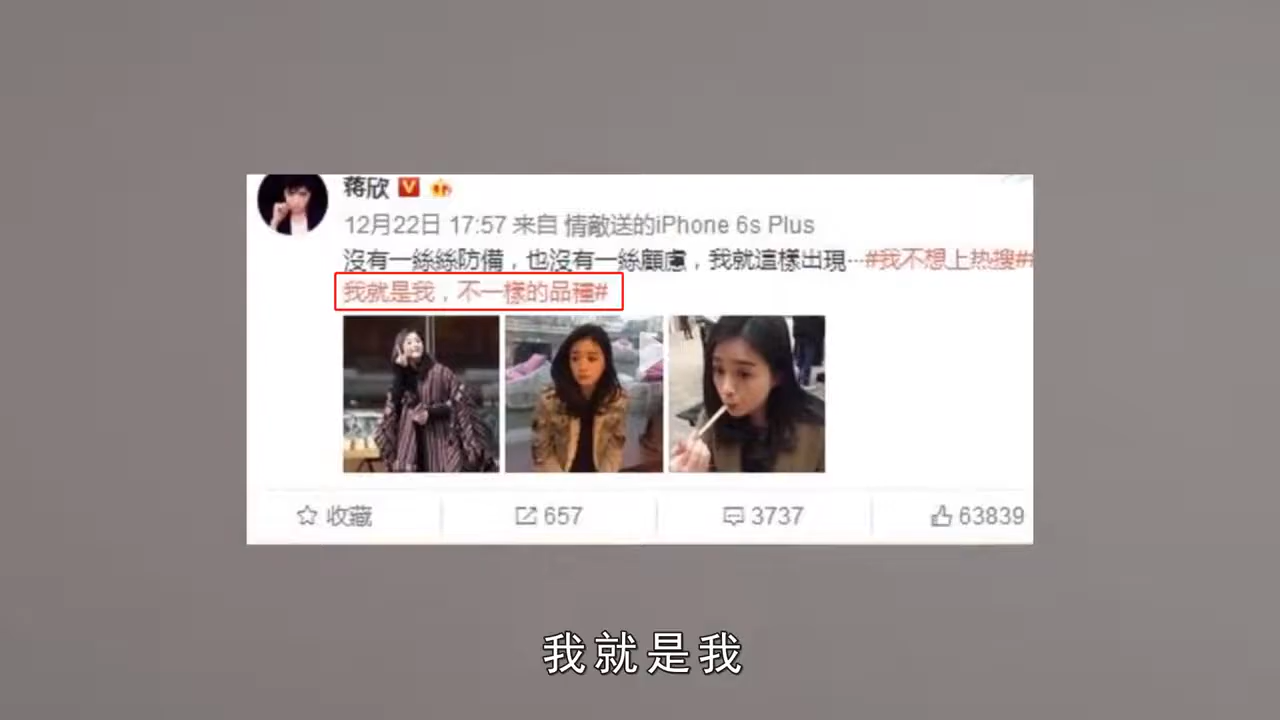 蒋欣
12月22日 17:57 来自 情敵送的iPhone 6s Plus
沒有一絲絲防備，也沒有一絲顧慮，我就這樣出現…#我不想上热搜##
我就是我，不一樣的品種#
收藏
657
3737
63839
我就是我